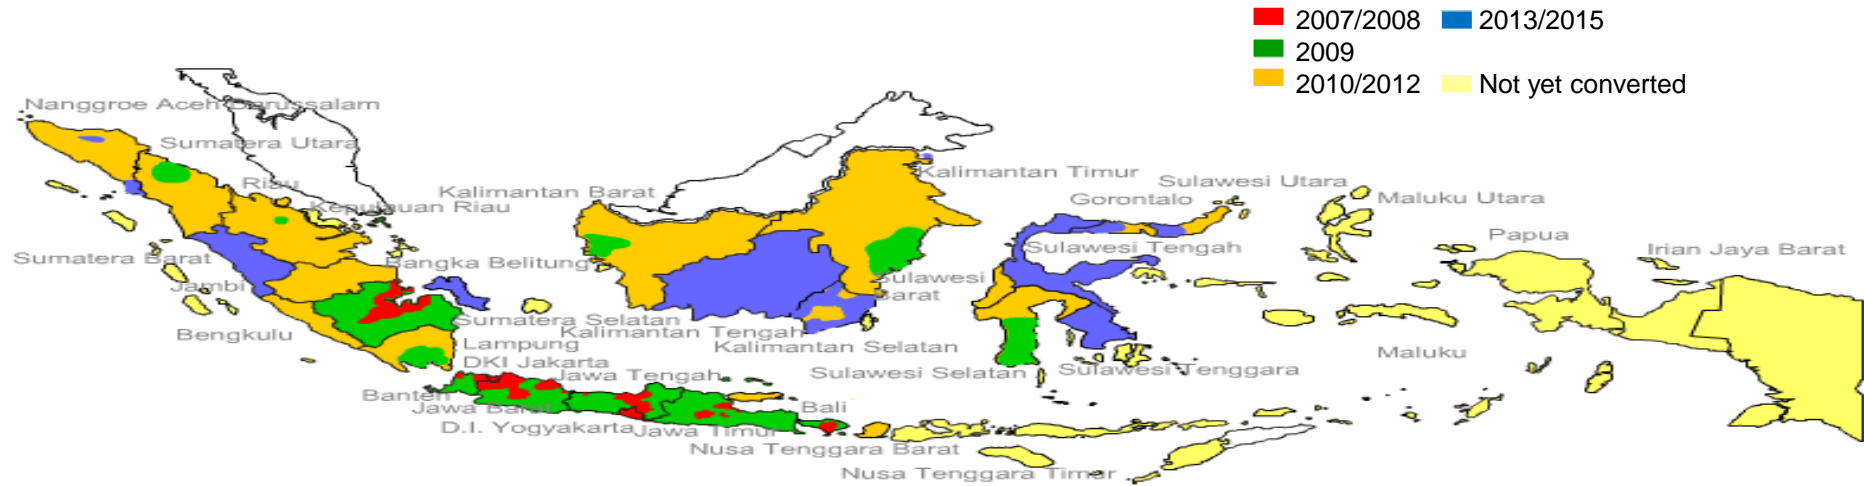 2007/2008
2013/2015
2009
2010/2012
Not yet converted
Nanggroe Aceh Darussalam
Sumatera Utara
Riau
Kepulauan Riau
Kalimantan Barat
Kalimantan Timur
Sulawesi Utara
Gorontalo
Maluku Utara
Papua
Irian Jaya Barat
Sulawesi Tengah
Sumatera Barat
Bangka Belitung
Sulawesi
Barat
Jambi
Bengkulu
Sumatera Selatan
Kalimantan Tengah
Kalimantan Selatan
Lampung
DKI Jakarta
Jawa Tengah
Sulawesi Selatan
Sulawesi Tenggara
Maluku
Banten
Jawa Barat
Bali
D.I. Yogyakarta
Jawa Timur
Nusa Tenggara Barat
Nusa Tenggara Timur